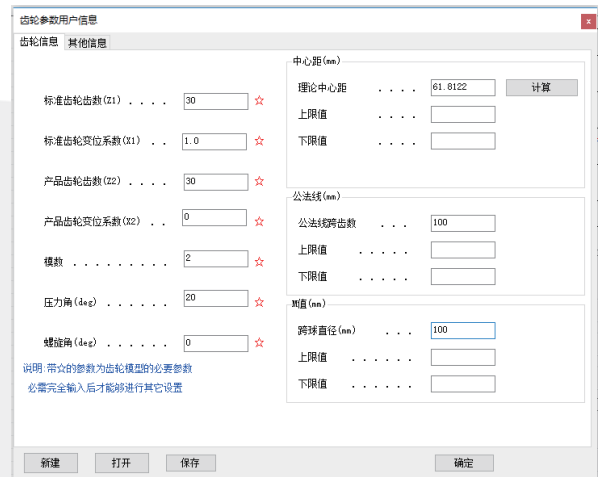 齿轮参数用户信息
x
齿轮信息 其他信息
标准齿轮齿数(Z1) . . . . 30 ☆
标准齿轮变位系数(X1) . . 1.0 ☆
产品齿轮齿数(Z2) . . . . 30 ☆
产品齿轮变位系数(X2) . . 0 ☆
模数 . . . . . . . . . 2 ☆
压力角(deg) . . . . . . 20 ☆
螺旋角(deg) . . . . . . 0 ☆
说明:带☆的参数为齿轮模型的必要参数
必需完全输入后才能够进行其它设置
中心距(mm)
理论中心距 . . . . 61.8122 计算
上限值 . . . .
下限值 . . . .
公法线(mm)
公法线跨齿数 . . . 100
上限值 . . . . .
下限值 . . . . .
M值(mm)
跨球直径(mm) . . . 100
上限值 . . . . . .
下限值 . . . . . .
新建 打开 保存 确定